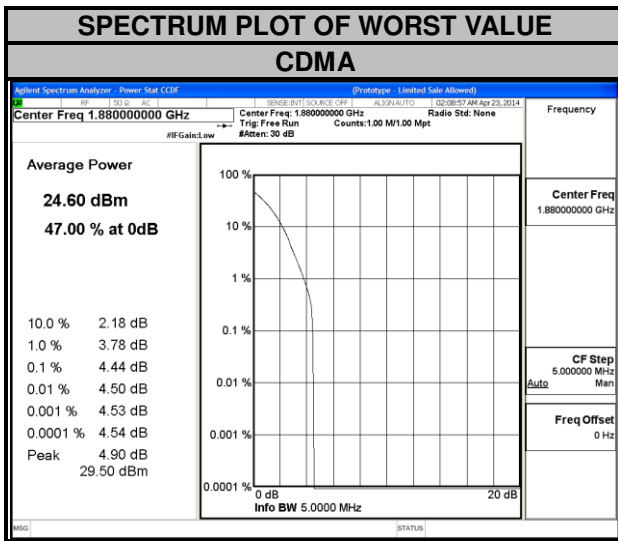 SPECTRUM PLOT OF WORST VALUE
CDMA
Agilent Spectrum Analyzer - Power Stat CCDF (Prototype - Limited Sale Allowed)
RF 50 Ω AC SENSE:INT SOURCE OFF ALIGN AUTO 02:08:57 AM Apr 23, 2014
Center Freq 1.880000000 GHz
Center Freq: 1.880000000 GHz Radio Std: None
Trig: Free Run Counts:1.00 M/1.00 Mpt
#IFGain:Low #Atten: 30 dB
Frequency
Average Power
24.60 dBm
47.00 % at 0dB
10.0 % 2.18 dB
1.0 % 3.78 dB
0.1 % 4.44 dB
0.01 % 4.50 dB
0.001 % 4.53 dB
0.0001 % 4.54 dB
Peak 4.90 dB
29.50 dBm
100 %
10 %
1 %
0.1 %
0.01 %
0.001 %
0.0001 %
0 dB 20 dB
Info BW 5.0000 MHz
Center Freq
1.880000000 GHz
CF Step
5.000000 MHz
Auto Man
Freq Offset
0 Hz
MSG STATUS